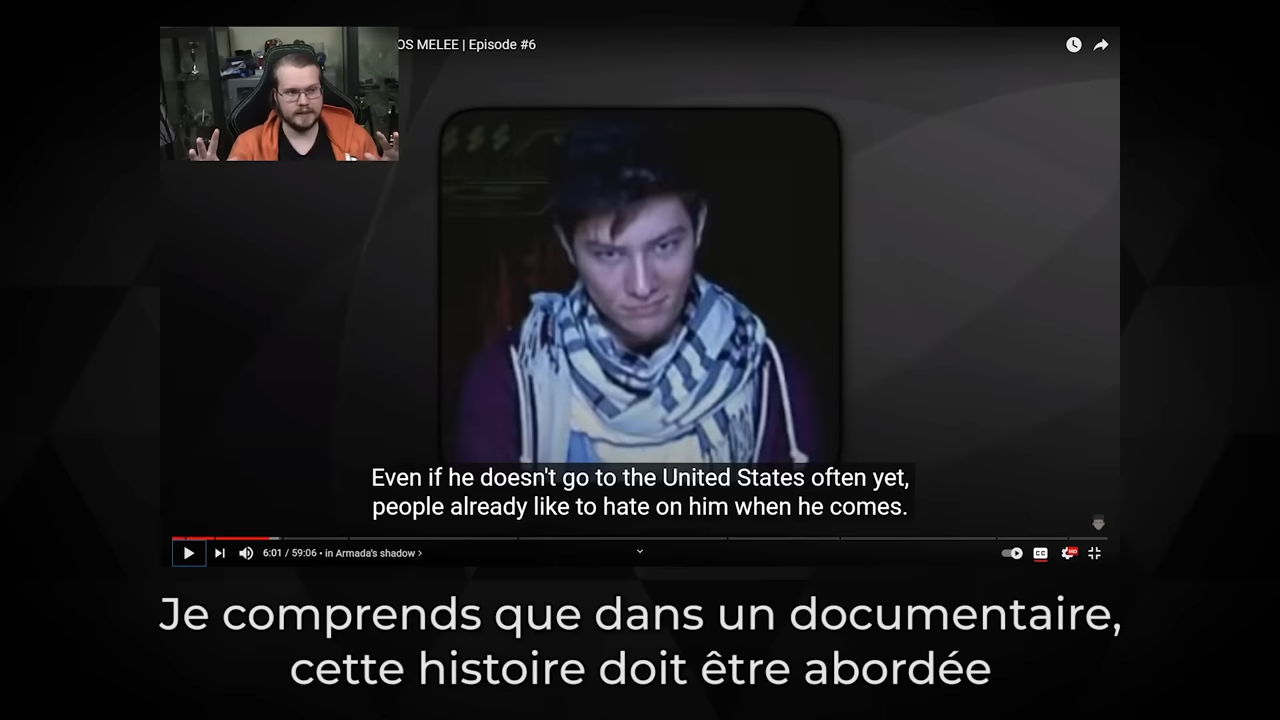 OS MELEE | Episode #6
Even if he doesn't go to the United States often yet,
people already like to hate on him when he comes.
6:01 / 59:06 • in Armada's shadow >
CC
HD
Je comprends que dans un documentaire,
cette histoire doit être abordée